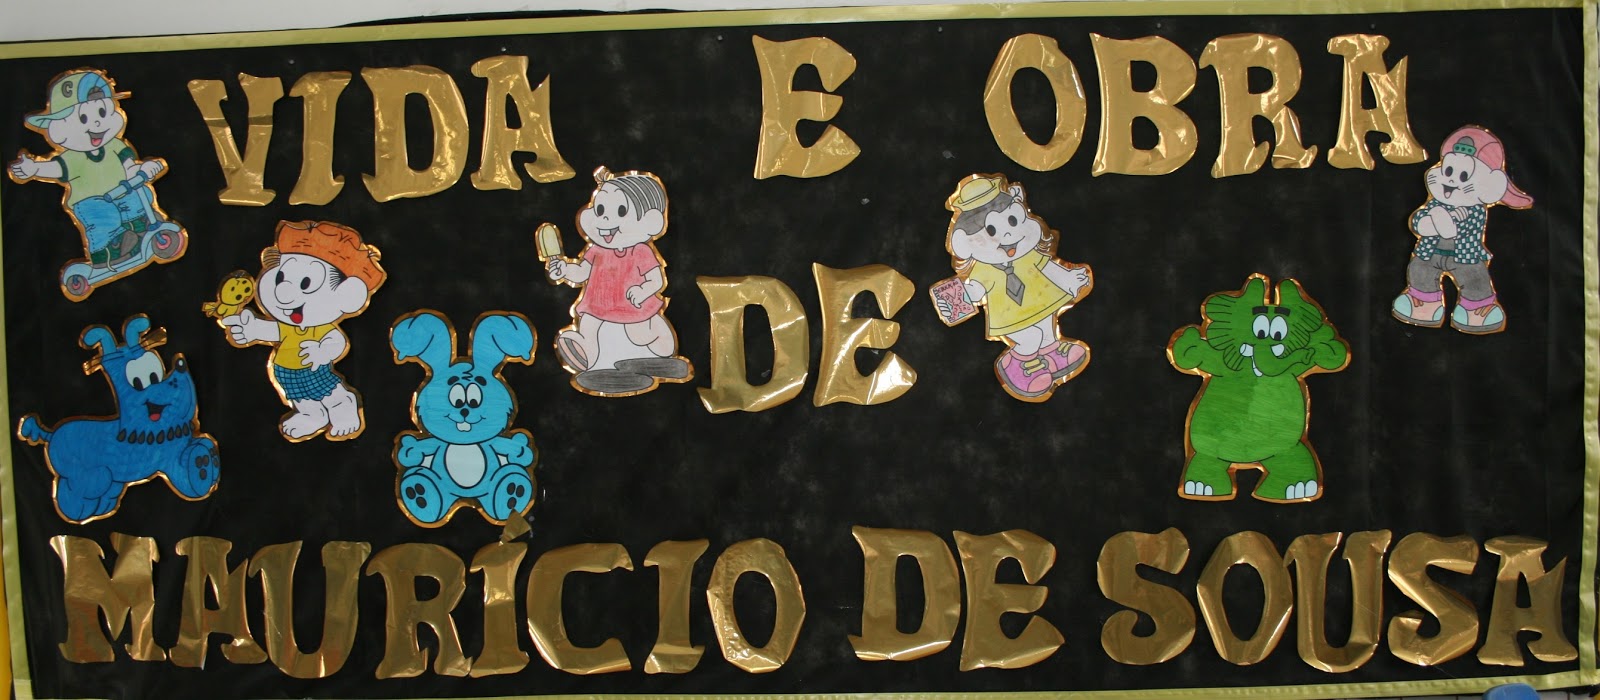 VIDA E OBRA
DE
MAURÍCIO DE SOUSA
C